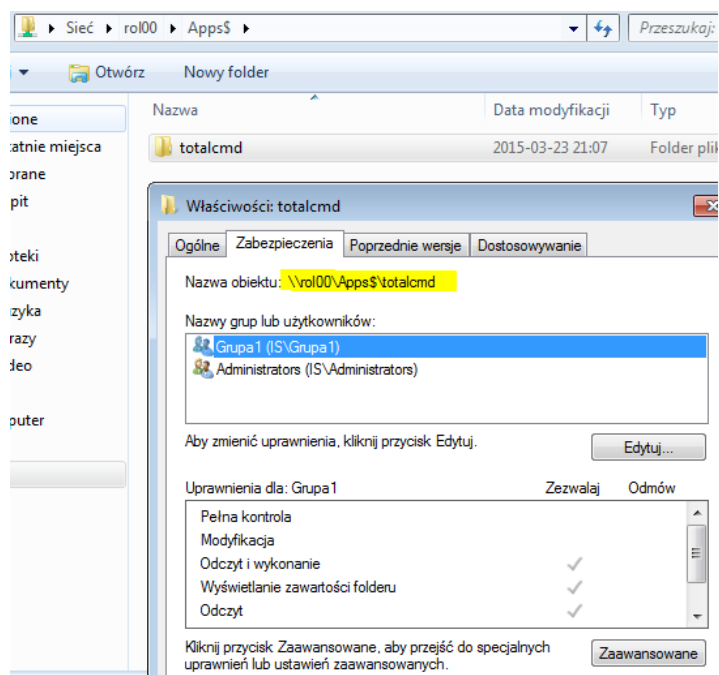 Sieć rol00 Apps$ Przeszukaj:
Otwórz Nowy folder
Nazwa Data modyfikacji Typ
ione
totalcmd 2015-03-23 21:07 Folder plik
tatnie miejsca
orane
pit
Właściwości: totalcmd
Ogólne Zabezpieczenia Poprzednie wersje Dostosowywanie
oteki
Nazwa obiektu: \\rol00\Apps$\totalcmd
kumenty
zyka
Nazwy grup lub użytkowników:
razy
Grupa1 (IS\Grupa1)
deo
Administrators (IS\Administrators)
puter
Aby zmienić uprawnienia, kliknij przycisk Edytuj.
Edytuj...
Uprawnienia dla: Grupa1 Zezwalaj Odmów
Pełna kontrola
Modyfikacja
Odczyt i wykonanie
Wyświetlanie zawartości folderu
Odczyt
Kliknij przycisk Zaawansowane, aby przejść do specjalnych
uprawnień lub ustawień zaawansowanych.
Zaawansowane